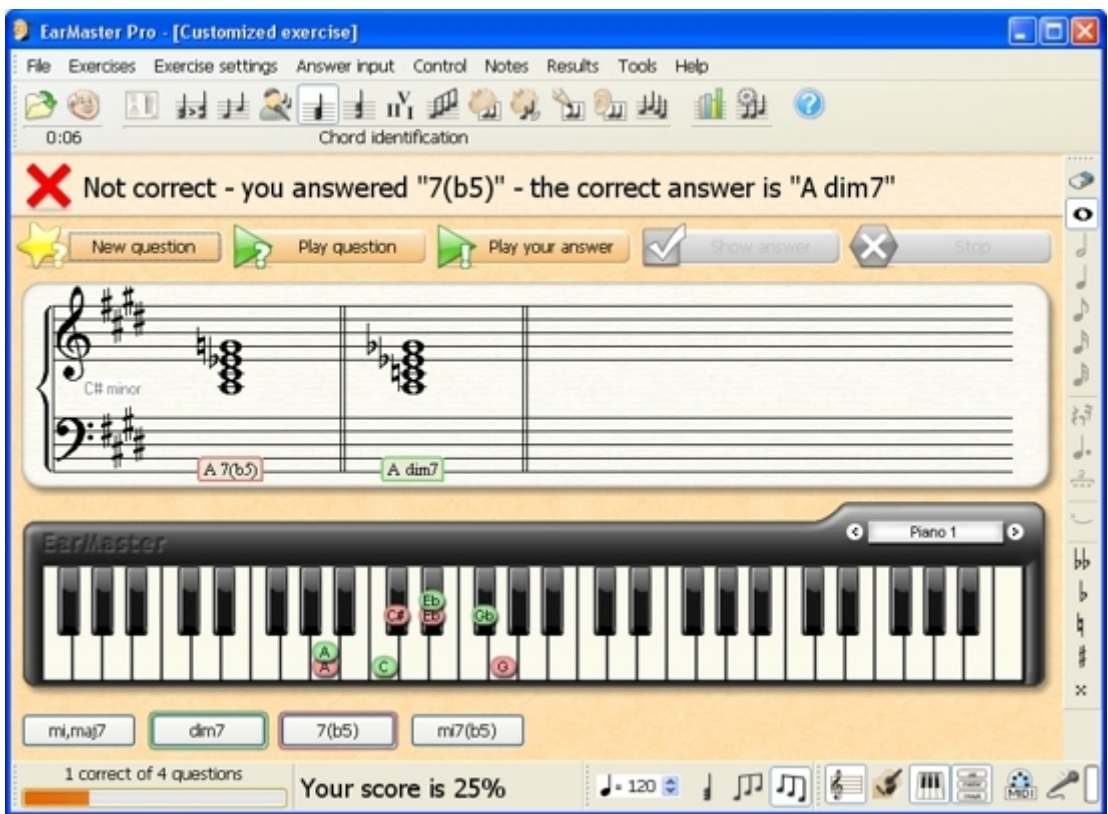 EarMaster Pro - [Customized exercise]
File Exercises Exercise settings Answer input Control Notes Results Tools Help
0:06 Chord identification
Not correct - you answered "7(b5)" - the correct answer is "A dim7"
New question Play question Play your answer Show answer Stop
C# minor
A 7(b5) A dim7
EarMaster Piano 1
Eb
C# Eb Gb
A
A C G
mi,maj7 dim7 7(b5) mi7(b5)
1 correct of 4 questions
Your score is 25% = 120
MIDI